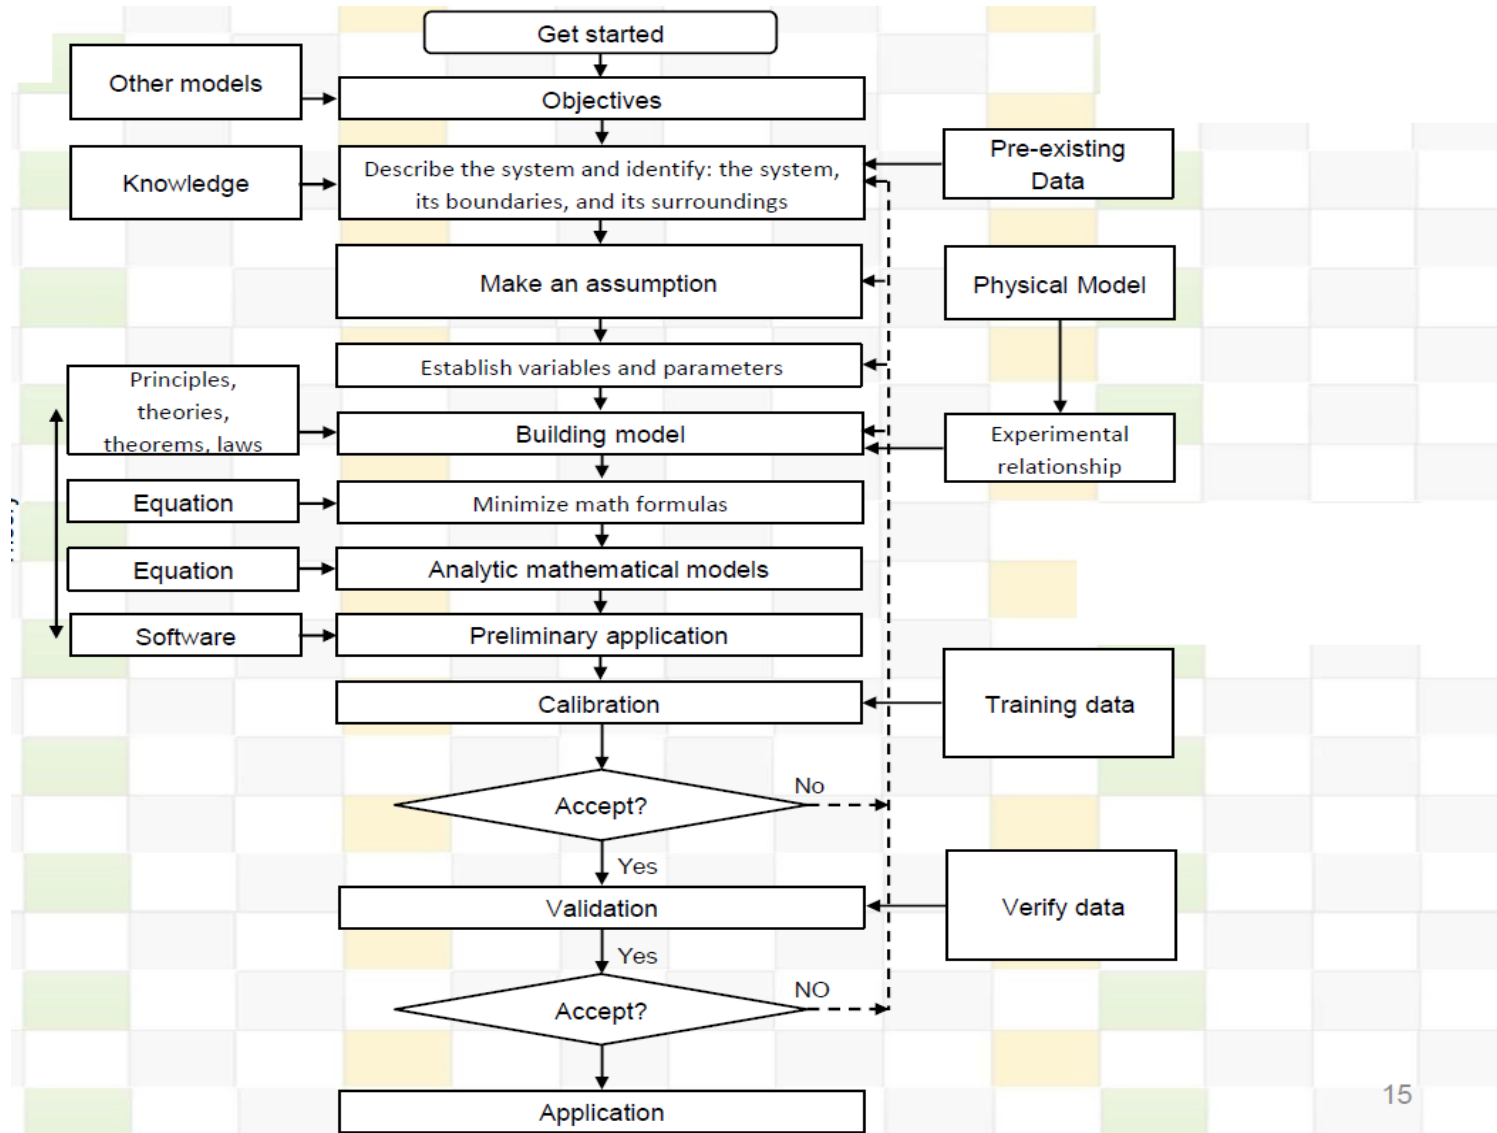 Get started
Other models
Objectives
Pre-existing
Data
Knowledge
Describe the system and identify: the system,
its boundaries, and its surroundings
Make an assumption
Physical Model
Establish variables and parameters
Principles,
theories,
theorems, laws
Building model
Experimental
relationship
Equation
Minimize math formulas
Equation
Analytic mathematical models
Software
Preliminary application
Calibration
Training data
Accept?
No
Yes
Validation
Verify data
Yes
Accept?
NO
Application
15